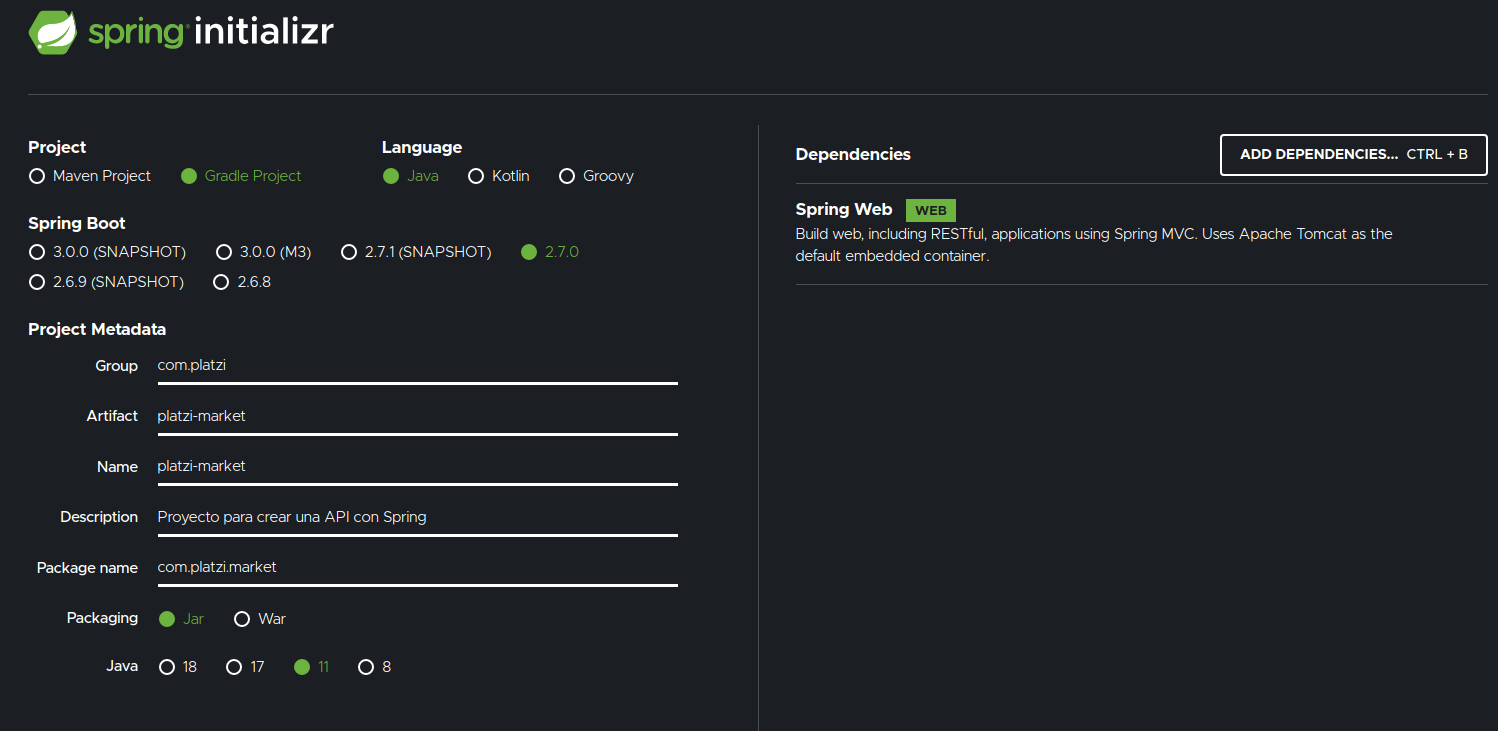 spring initializr
Project
Maven Project Gradle Project
Language
Java Kotlin Groovy
Spring Boot
3.0.0 (SNAPSHOT) 3.0.0 (M3) 2.7.1 (SNAPSHOT) 2.7.0
2.6.9 (SNAPSHOT) 2.6.8
Project Metadata
Group com.platzi
Artifact platzi-market
Name platzi-market
Description Proyecto para crear una API con Spring
Package name com.platzi.market
Packaging Jar War
Java 18 17 11 8
Dependencies
ADD DEPENDENCIES... CTRL + B
Spring Web WEB
Build web, including RESTful, applications using Spring MVC. Uses Apache Tomcat as the
default embedded container.